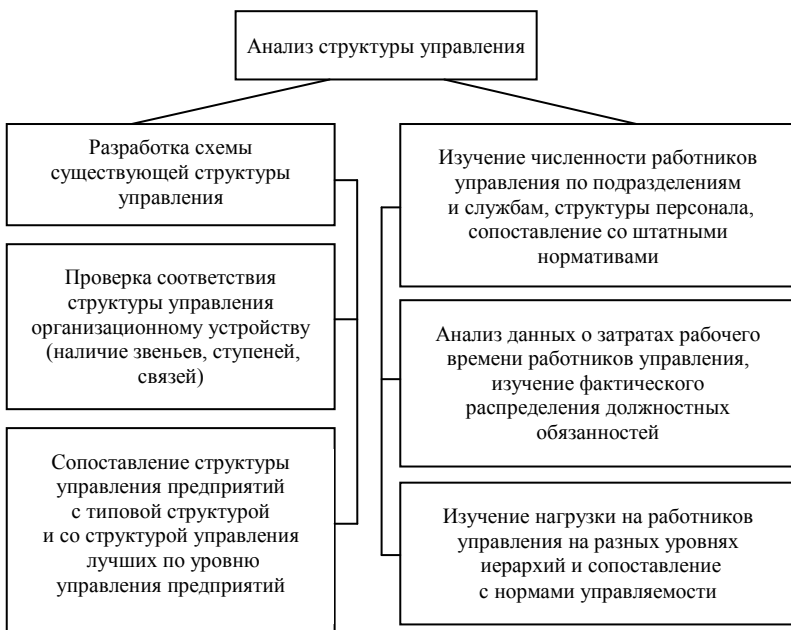 Анализ структуры управления
Разработка схемы
существующей структуры
управления
Проверка соответствия
структуры управления
организационному устройству
(наличие звеньев, ступеней,
связей)
Сопоставление структуры
управления предприятий
с типовой структурой
и со структурой управления
лучших по уровню
управления предприятий
Изучение численности работников
управления по подразделениям
и службам, структуры персонала,
сопоставление со штатными
нормативами
Анализ данных о затратах рабочего
времени работников управления,
изучение фактического
распределения должностных
обязанностей
Изучение нагрузки на работников
управления на разных уровнях
иерархий и сопоставление
с нормами управляемости